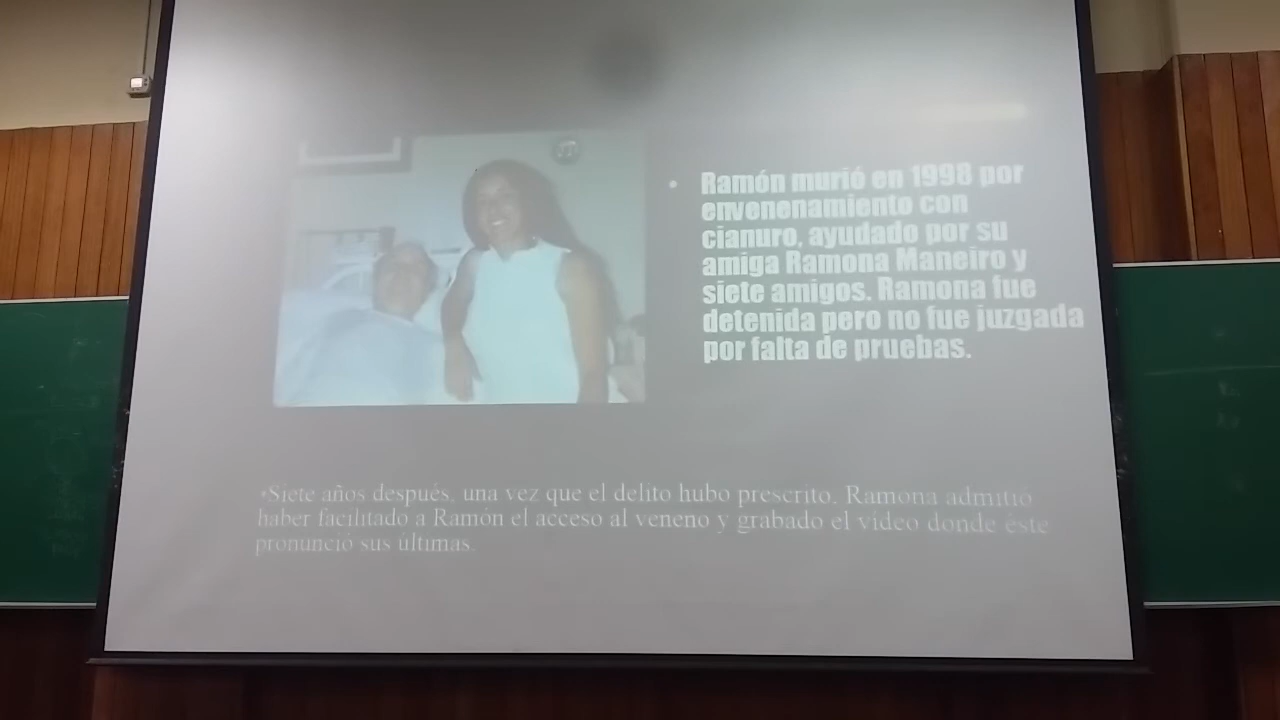 • Ramón murió en 1998 por
envenenamiento con
cianuro, ayudado por su
amiga Ramona Maneiro y
siete amigos. Ramona fue
detenida pero no fue juzgada
por falta de pruebas.
•Siete años después, una vez que el delito hubo prescrito, Ramona admitió
haber facilitado a Ramón el acceso al veneno y grabado el vídeo donde éste
pronunció sus últimas.